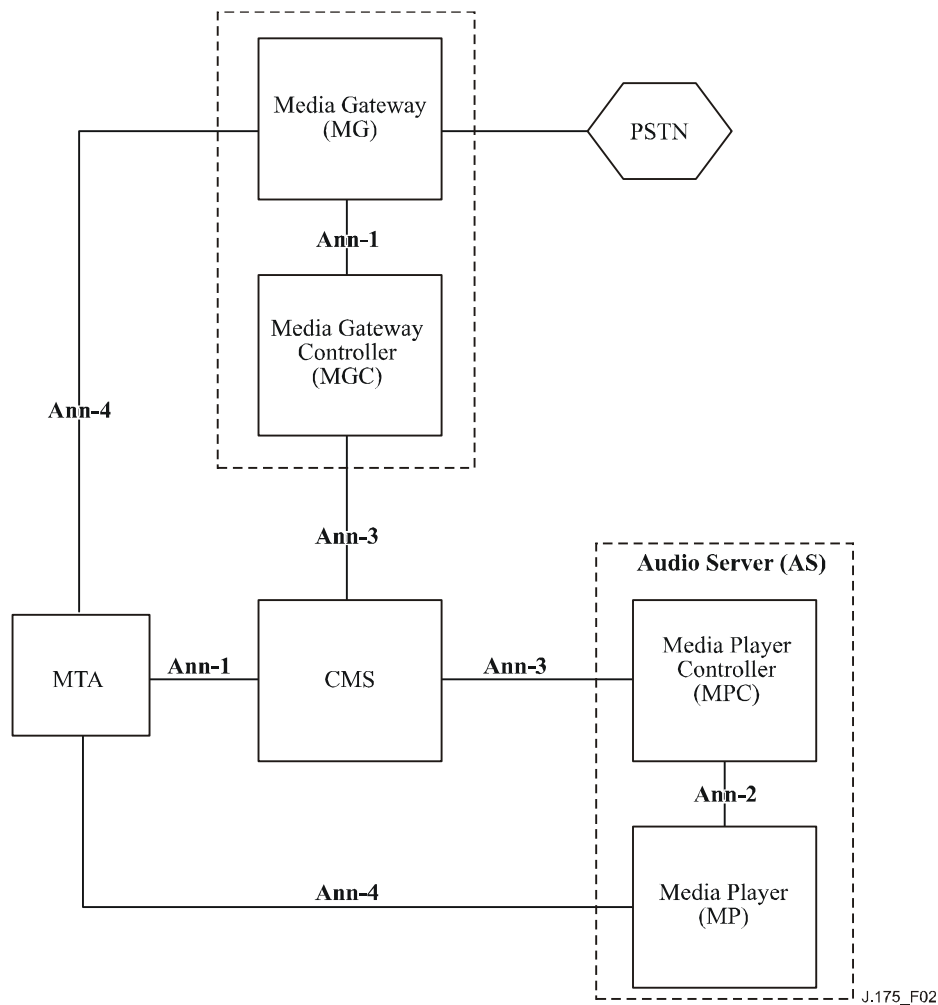 Media Gateway
(MG)
PSTN
Ann-1
Media Gateway
Controller
(MGC)
Ann-4
Ann-3
Audio Server (AS)
MTA
Ann-1
CMS
Ann-3
Media Player
Controller
(MPC)
Ann-2
Ann-4
Media Player
(MP)
J.175_F02